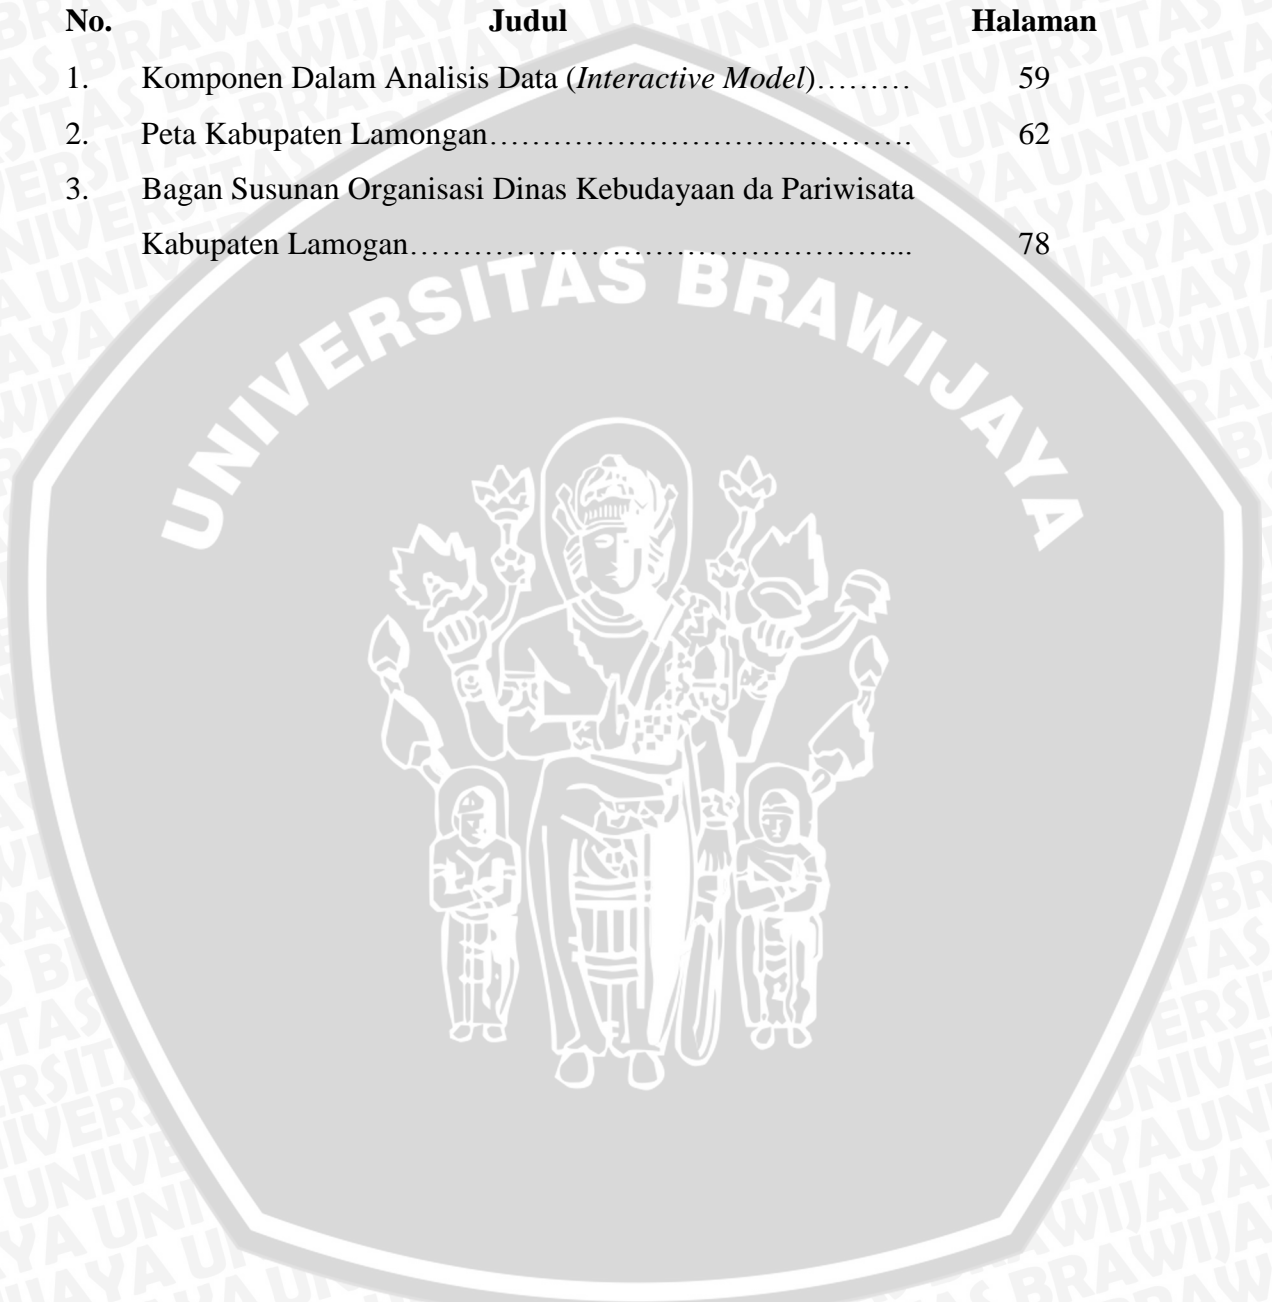 No. Judul Halaman
1. Komponen Dalam Analisis Data (Interactive Model)......... 59
2. Peta Kabupaten Lamongan....................................... 62
3. Bagan Susunan Organisasi Dinas Kebudayaan da Pariwisata
Kabupaten Lamogan............................................... 78
UNIVERSITAS BRAWIJAYA